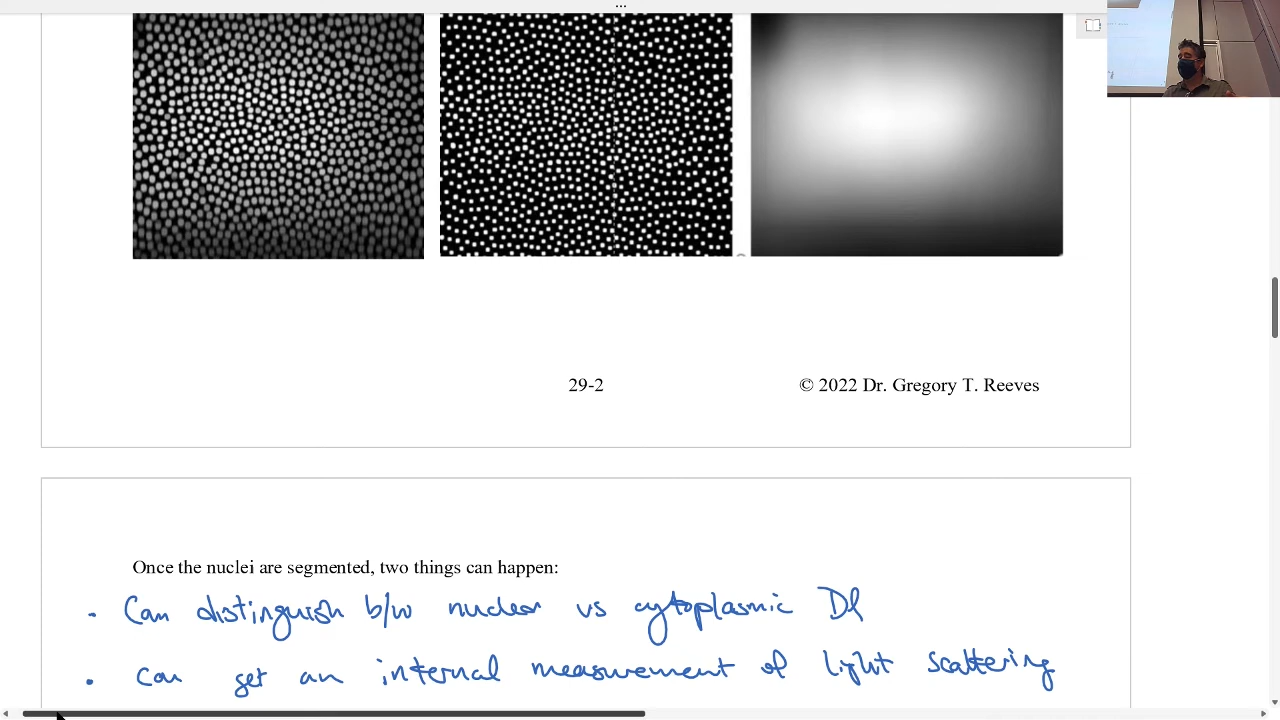 29-2 © 2022 Dr. Gregory T. Reeves
Once the nuclei are segmented, two things can happen:
· Can distinguish b/w nuclear vs cytoplasmic Dl
· can get an internal measurement of light scattering